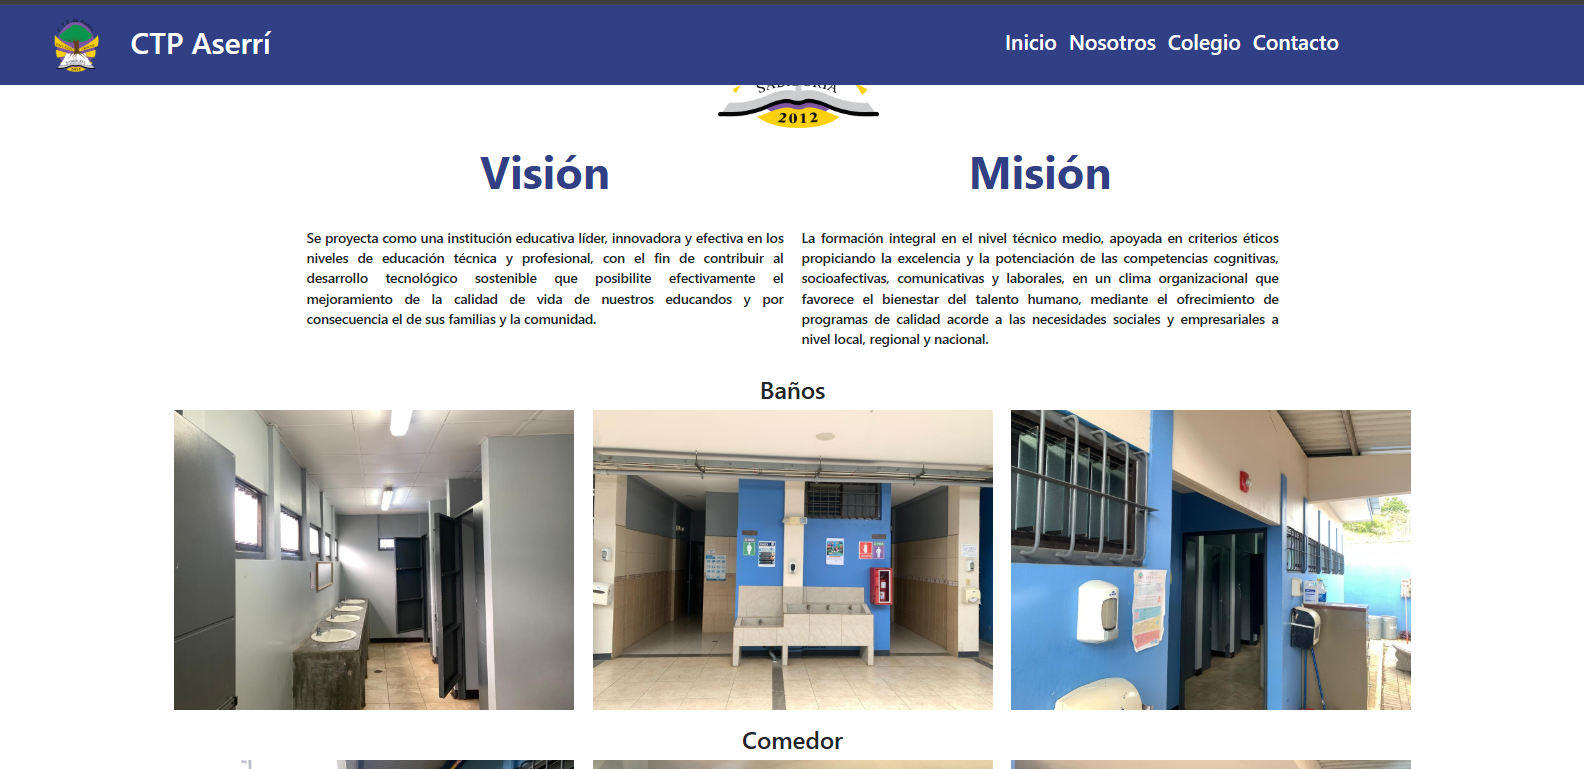 CTP Aserrí
Inicio Nosotros Colegio Contacto
2012
Visión
Misión
Se proyecta como una institución educativa líder, innovadora y efectiva en los
niveles de educación técnica y profesional, con el fin de contribuir al
desarrollo tecnológico sostenible que posibilite efectivamente el
mejoramiento de la calidad de vida de nuestros educandos y por
consecuencia el de sus familias y la comunidad.
La formación integral en el nivel técnico medio, apoyada en criterios éticos
propiciando la excelencia y la potenciación de las competencias cognitivas,
socioafectivas, comunicativas y laborales, en un clima organizacional que
favorece el bienestar del talento humano, mediante el ofrecimiento de
programas de calidad acorde a las necesidades sociales y empresariales a
nivel local, regional y nacional.
Baños
Comedor